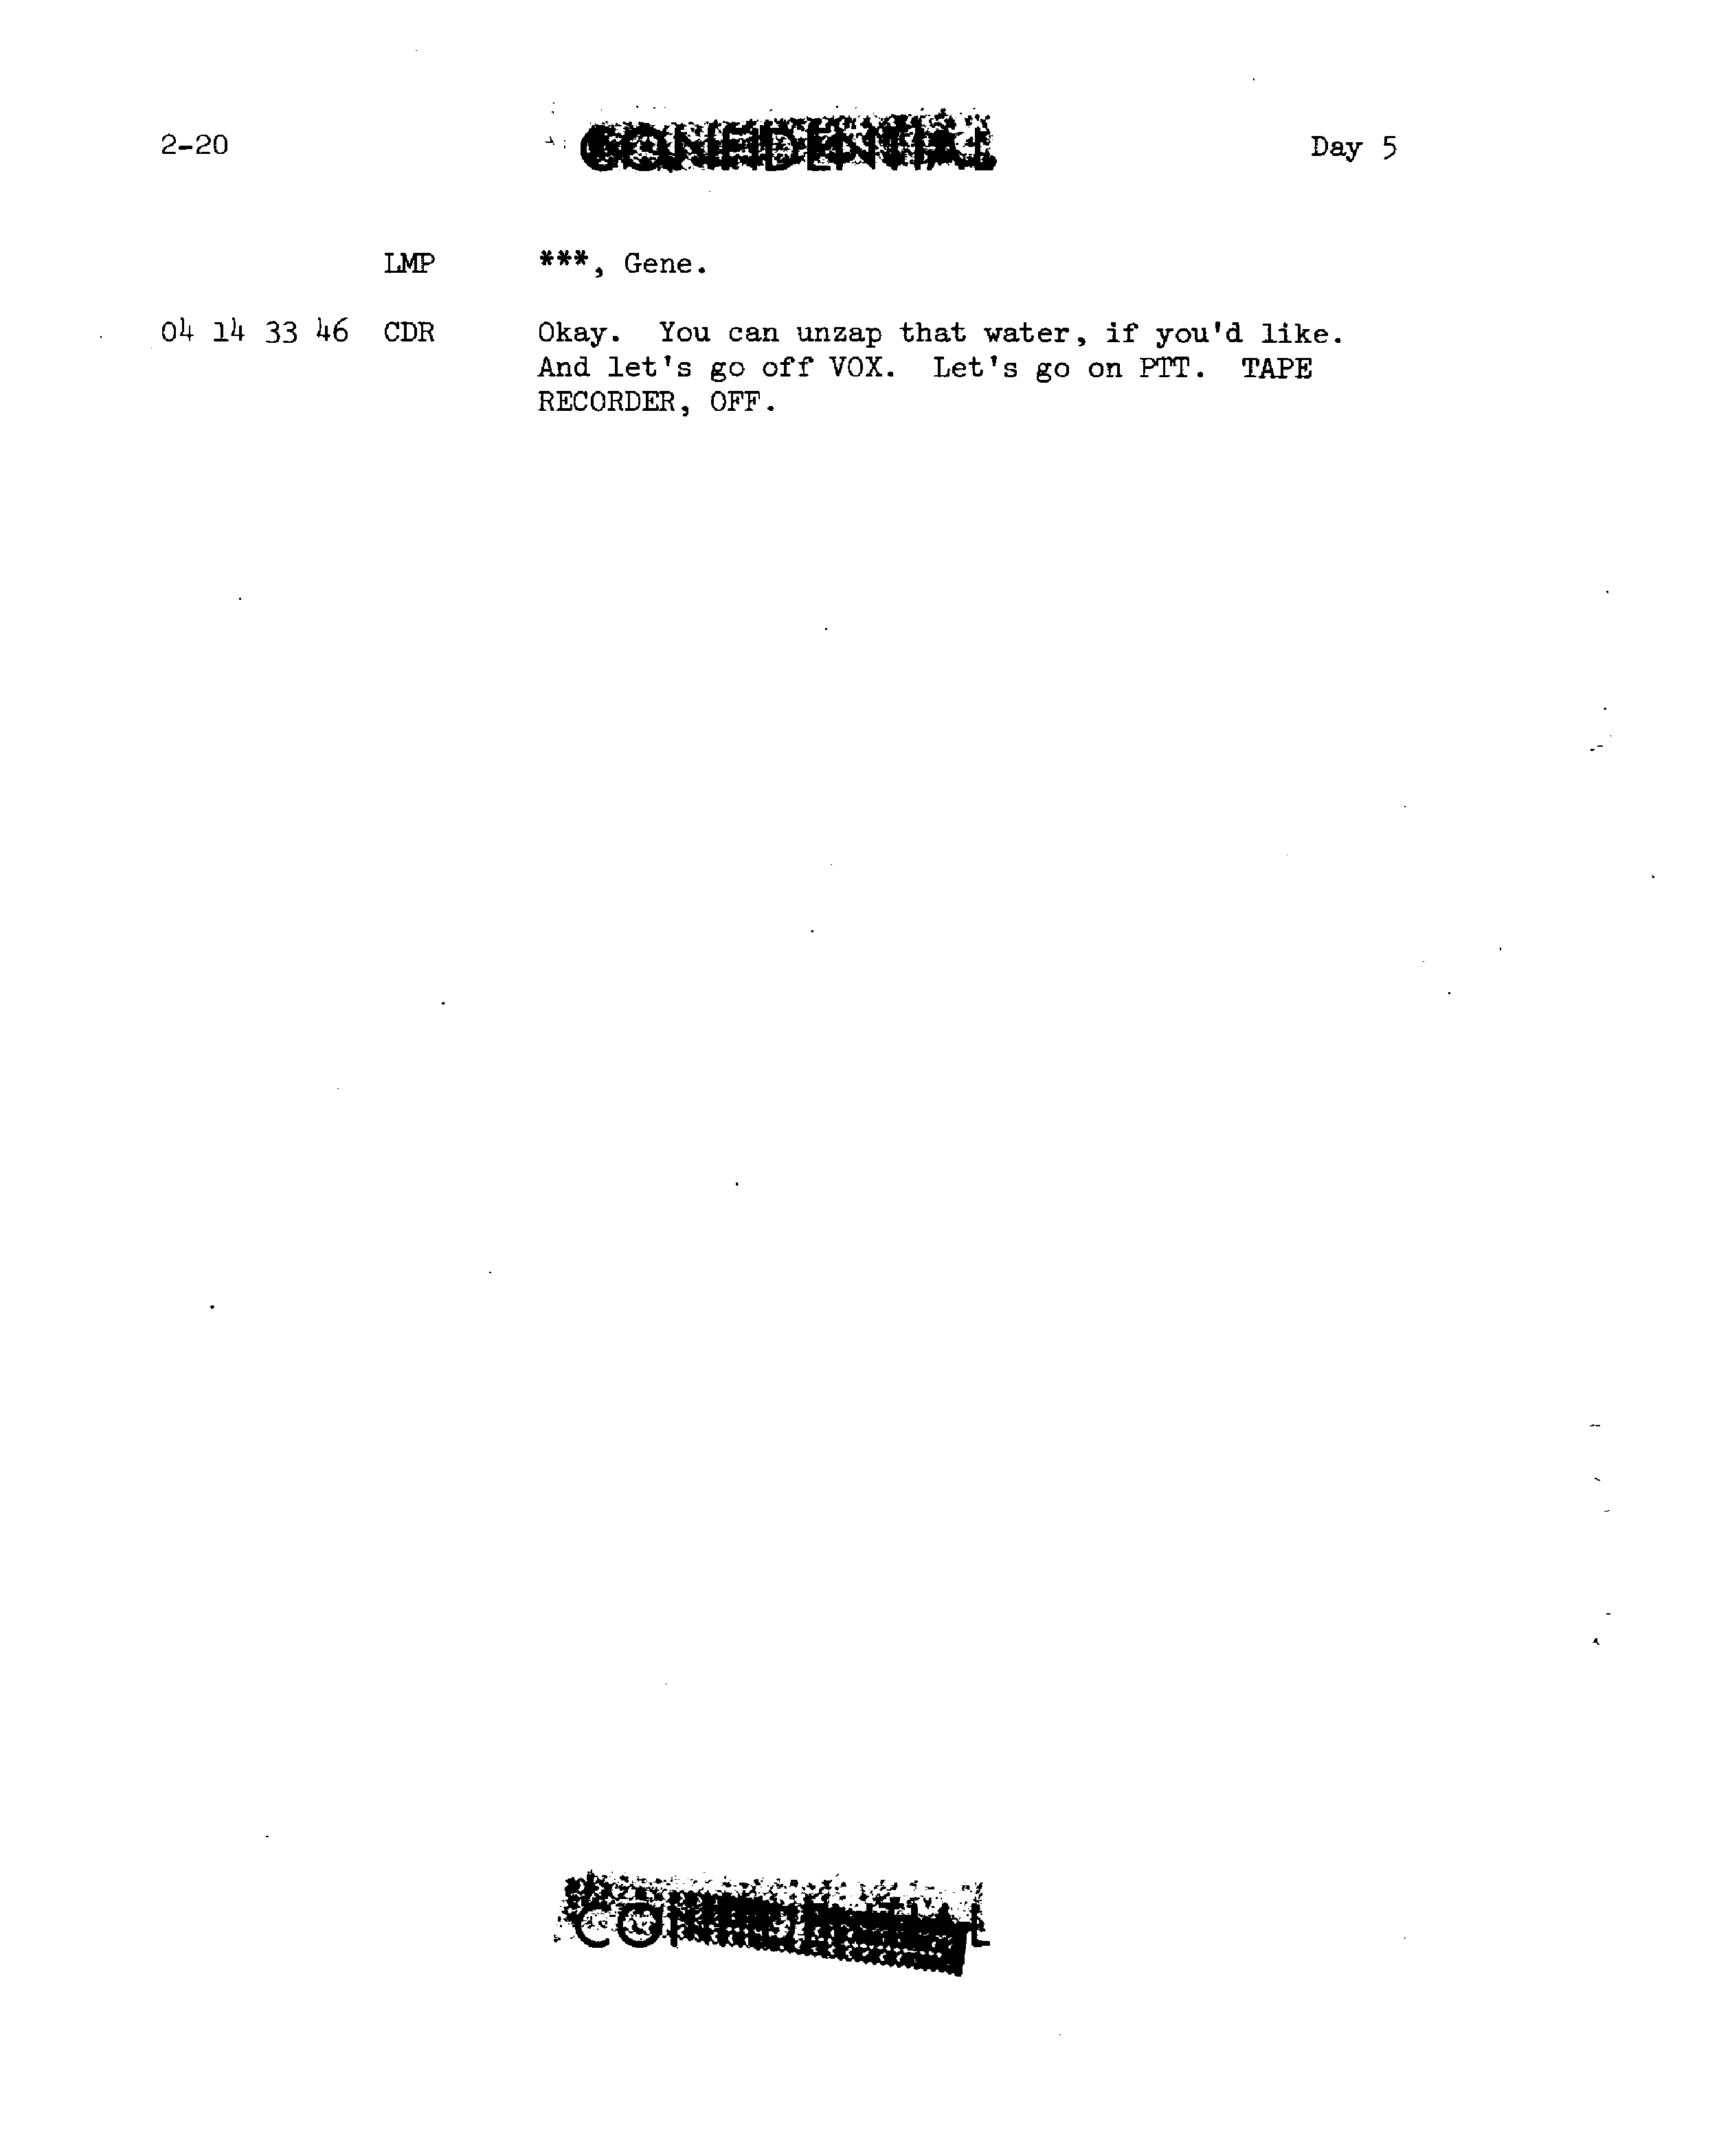 2-20 CONFIDENTIAL Day 5
LMP ***, Gene.
04 14 33 46 CDR Okay. You can unzap that water, if you'd like.
And let's go off VOX. Let's go on PTT. TAPE
RECORDER, OFF.
CONFIDENTIAL